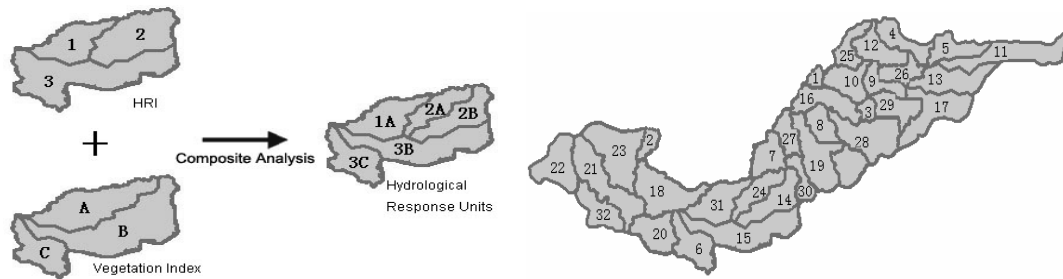 1
2
3
HRI
+
Composite Analysis
A
B
C
Vegetation Index
1A
2A
2B
3B
3C
Hydrological
Response Units
4
12
5
11
25
26
13
1
10
9
16
3
29
17
2
23
27
8
28
22
21
7
19
18
24
14
30
32
31
20
6
15